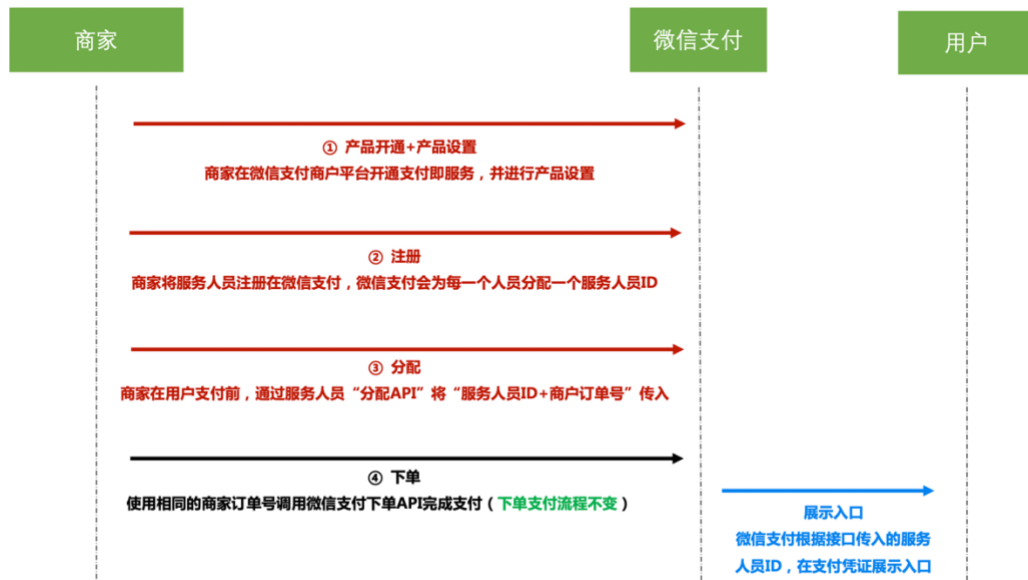 商家
微信支付
用户
① 产品开通+产品设置
商家在微信支付商户平台开通支付即服务，并进行产品设置
② 注册
商家将服务人员注册在微信支付，微信支付会为每一个人员分配一个服务人员ID
③ 分配
商家在用户支付前，通过服务人员“分配API”将“服务人员ID+商户订单号”传入
④ 下单
使用相同的商家订单号调用微信支付下单API完成支付（下单支付流程不变）
展示入口
微信支付根据接口传入的服务
人员ID，在支付凭证展示入口